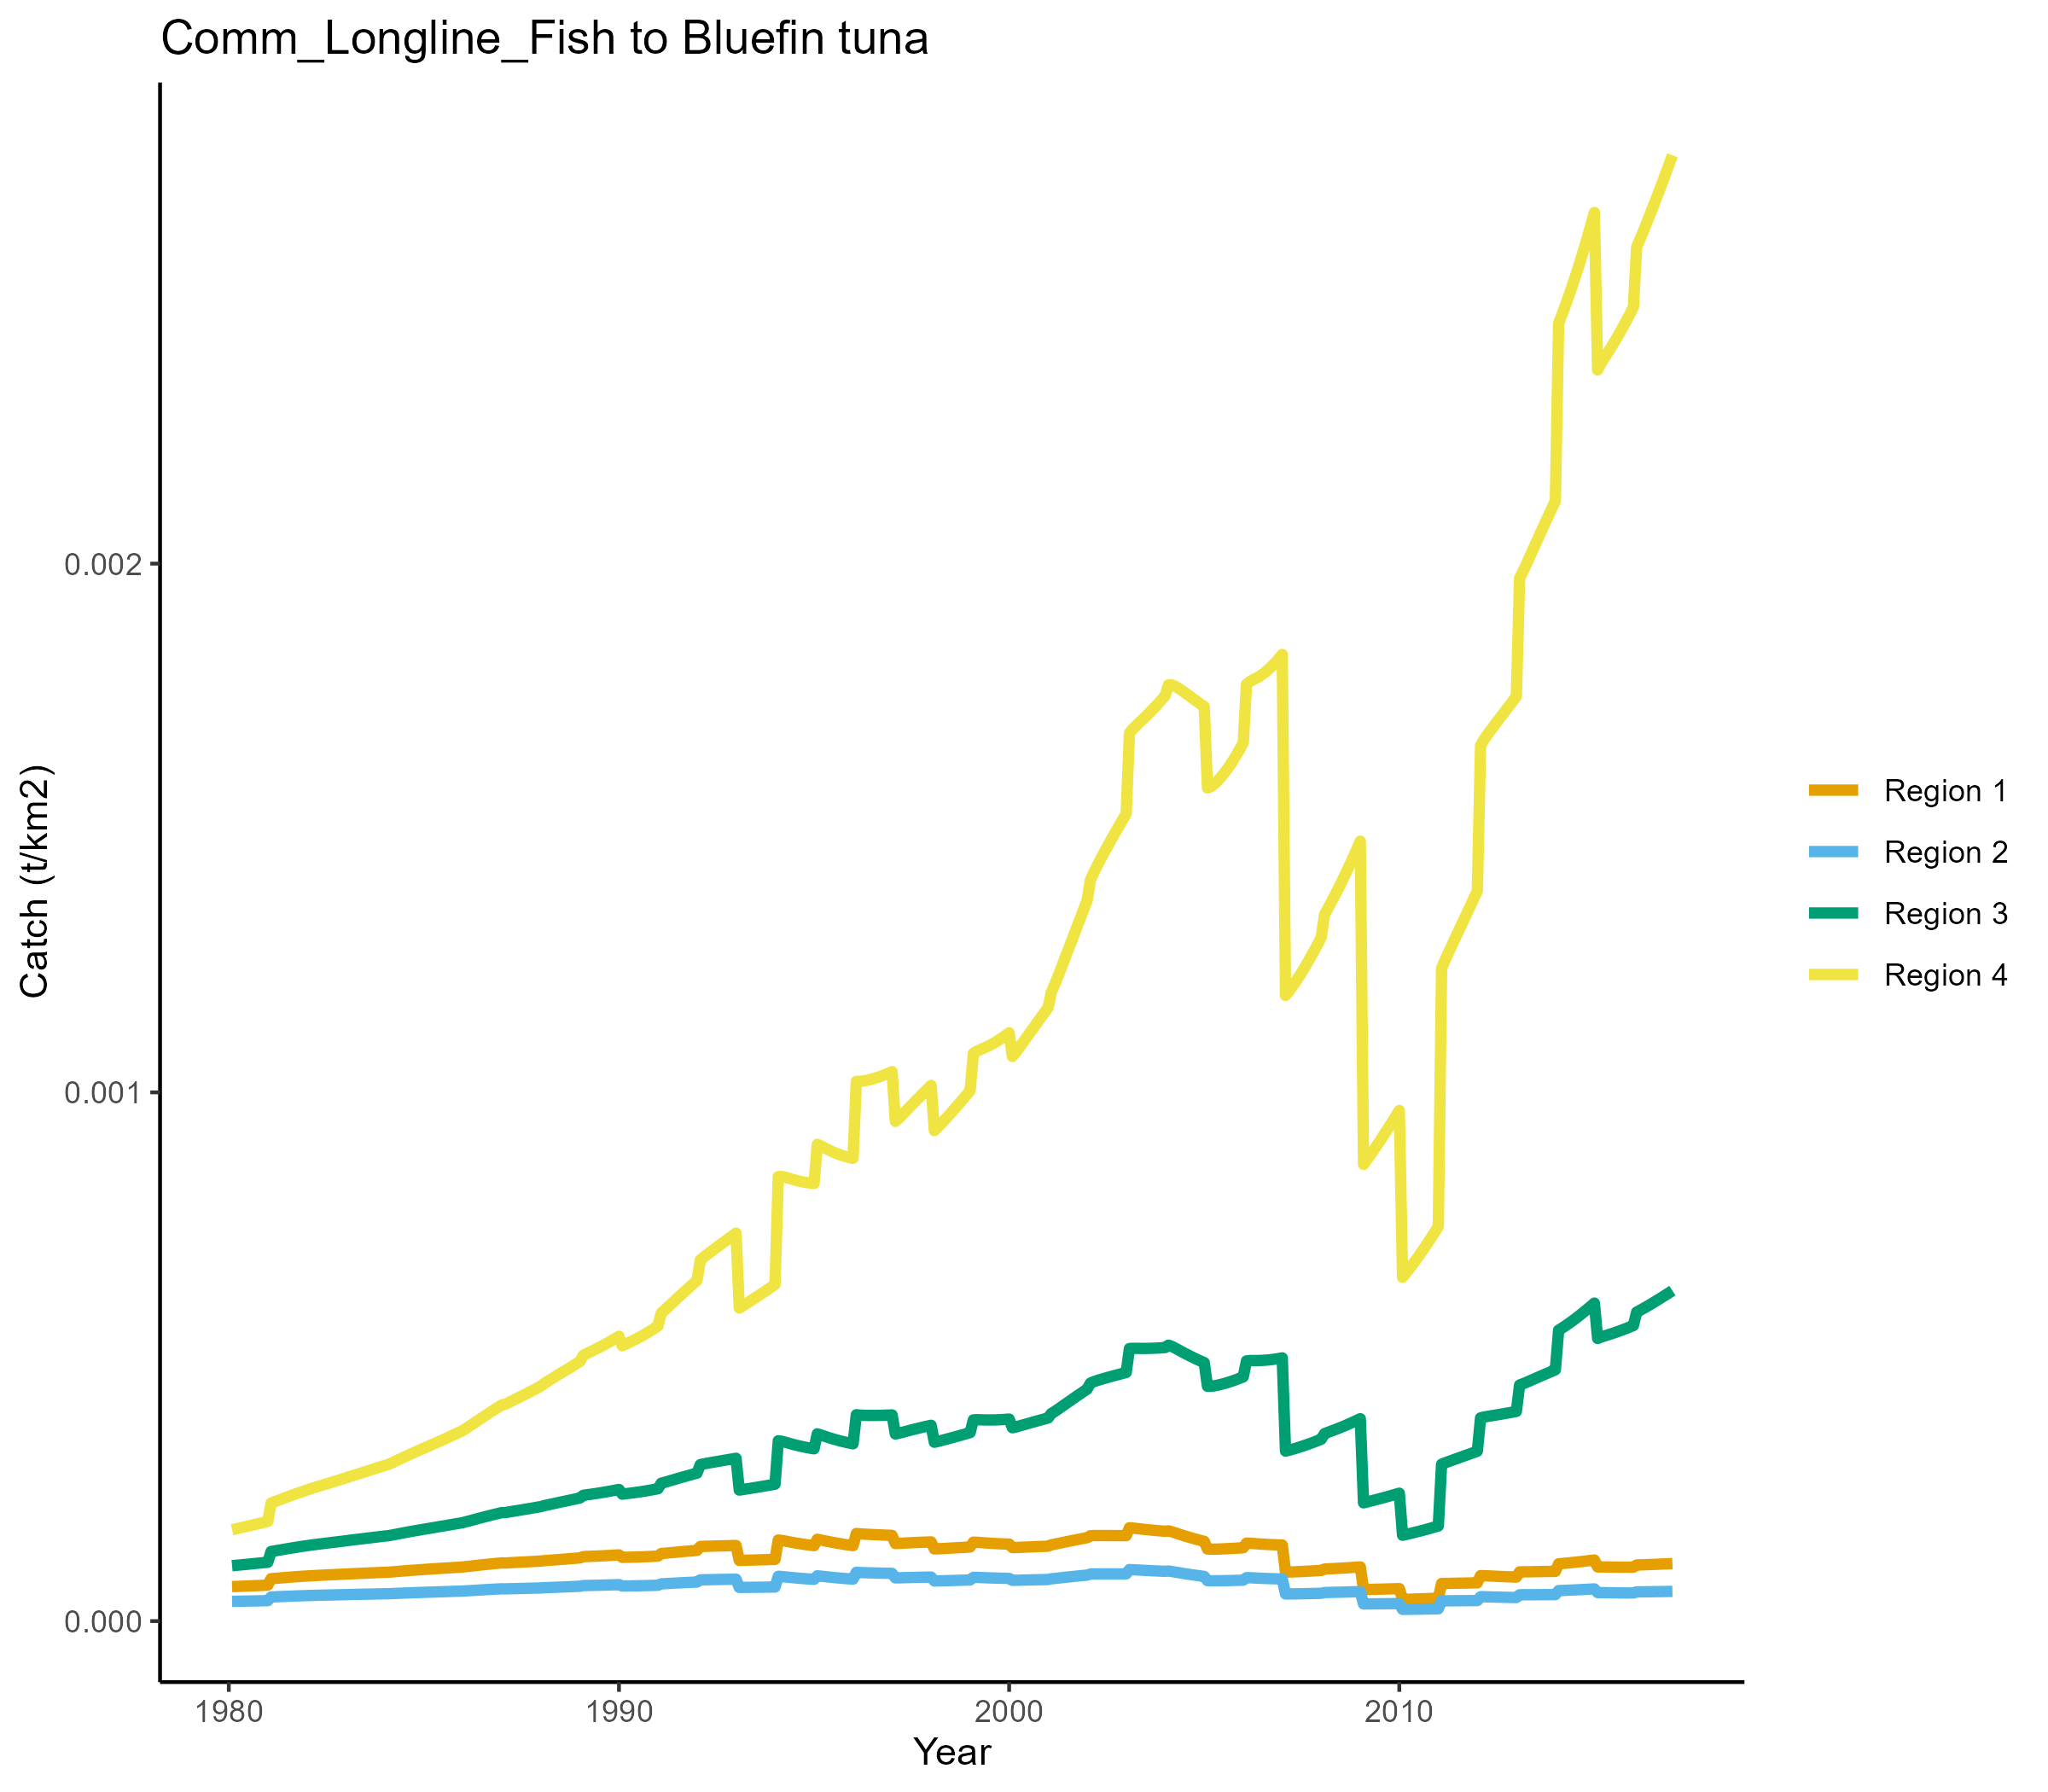 Comm_Longline_Fish to Bluefin tuna
Catch (t/km2)
0.002
0.001
0.000
1980
1990
2000
2010
Year
Region 1
Region 2
Region 3
Region 4